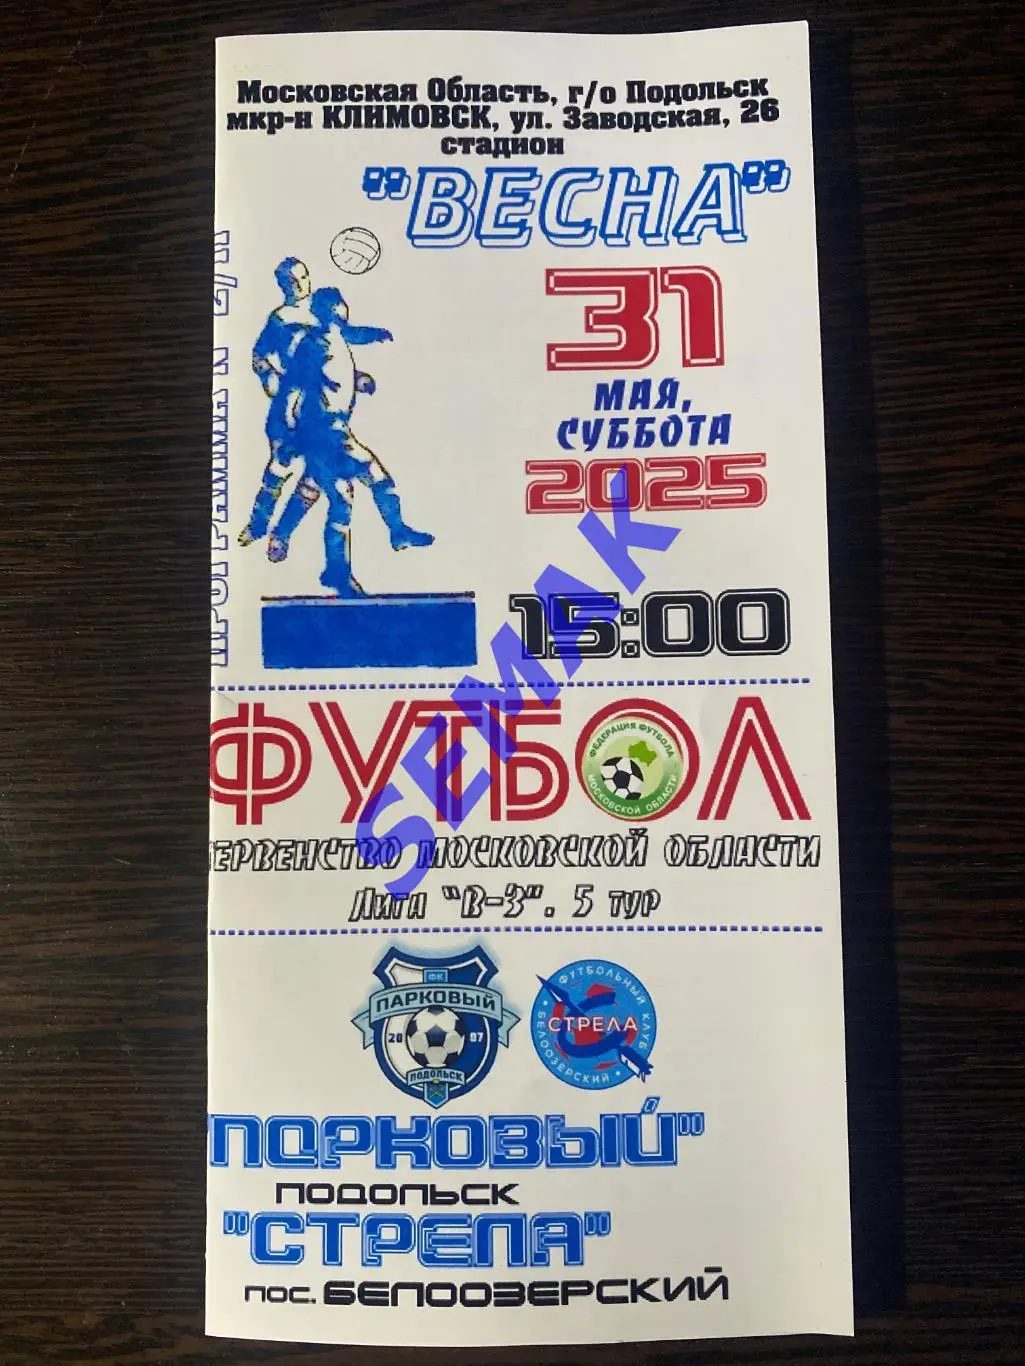 Московская Область, г/о Подольск
мкр-н КЛИМОВСК, ул. Заводская, 26
стадион
"ВЕСНА"
31
МАЯ,
СУББОТА
2025
15:00
SEMAK
ФУТБОЛ
ФЕДЕРАЦИЯ ФУТБОЛА
МОСКОВСКОЙ ОБЛАСТИ
ЕРВЕНСТВО МОСКОВСКОЙ ОБЛАСТИ
Лига "В-3". 5 тур
ФК
ПАРКОВЫЙ
20 07
ПОДОЛЬСК
ФУТБОЛЬНЫЙ КЛУБ
СТРЕЛА
БЕЛООЗЕРСКИЙ
"ПАРКОВЫЙ"
ПОДОЛЬСК
"СТРЕЛА"
пос. БЕЛООЗЕРСКИЙ